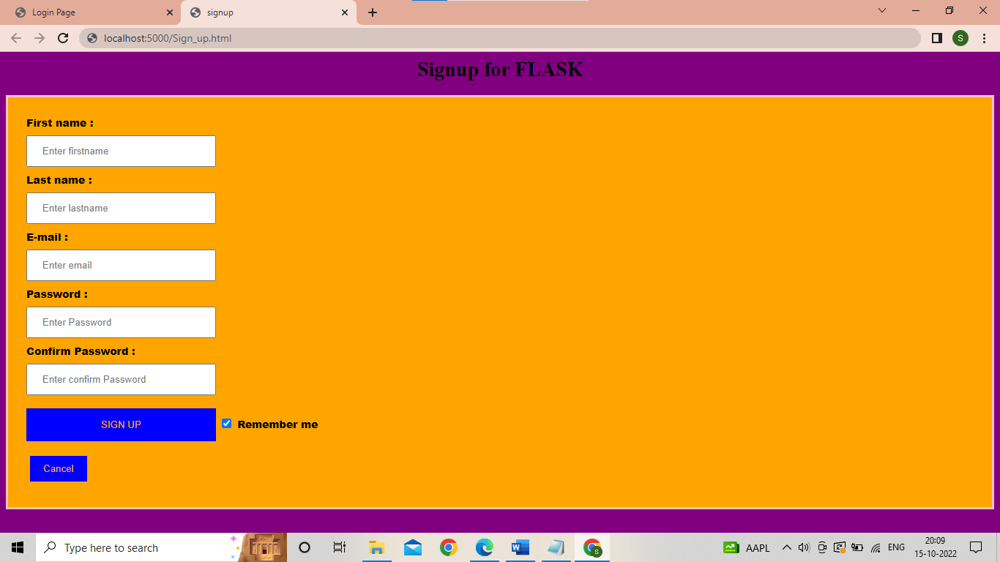 Login Page
signup
localhost:5000/Sign_up.html
S
Signup for FLASK
First name :
Enter firstname
Last name :
Enter lastname
E-mail :
Enter email
Password :
Enter Password
Confirm Password :
Enter confirm Password
SIGN UP Remember me
Cancel
Type here to search
AAPL
ENG
20:09
15-10-2022